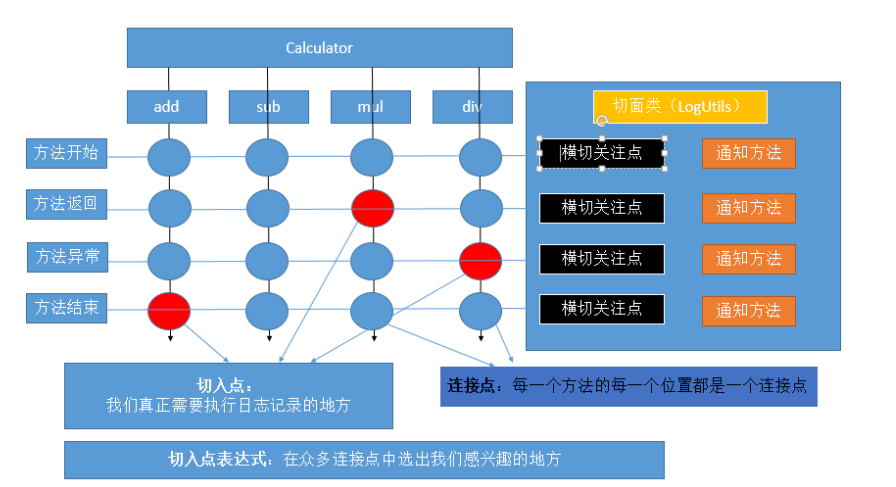 Calculator
add
sub
mul
div
切面类（LogUtils）
方法开始
横切关注点
通知方法
方法返回
横切关注点
通知方法
方法异常
横切关注点
通知方法
方法结束
横切关注点
通知方法
切入点：
我们真正需要执行日志记录的地方
连接点：每一个方法的每一个位置都是一个连接点
切入点表达式：在众多连接点中选出我们感兴趣的地方